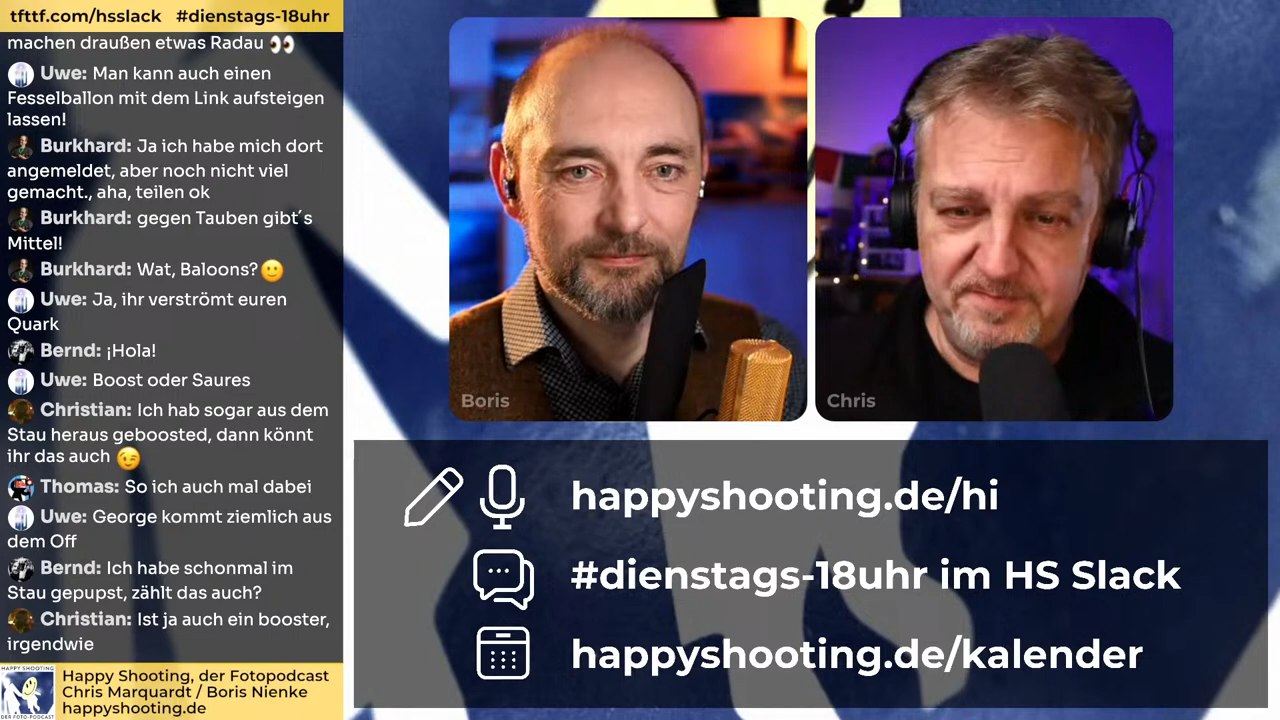 tfttf.com/hsslack #dienstags-18uhr
machen draußen etwas Radau 👀
Uwe: Man kann auch einen
Fesselballon mit dem Link aufsteigen
lassen!
Burkhard: Ja ich habe mich dort
angemeldet, aber noch nicht viel
gemacht., aha, teilen ok
Burkhard: gegen Tauben gibt´s
Mittel!
Burkhard: Wat, Baloons?🙂
Uwe: Ja, ihr verströmt euren
Quark
Bernd: ¡Hola!
Uwe: Boost oder Saures
Christian: Ich hab sogar aus dem
Stau heraus geboosted, dann könnt
ihr das auch 😉
Thomas: So ich auch mal dabei
Uwe: George kommt ziemlich aus
dem Off
Bernd: Ich habe schonmal im
Stau gepupst, zählt das auch?
Christian: Ist ja auch ein booster,
irgendwie
HAPPY SHOOTING
DER FOTO-PODCAST
Happy Shooting, der Fotopodcast
Chris Marquardt / Boris Nienke
happyshooting.de
Boris
Chris
happyshooting.de/hi
#dienstags-18uhr im HS Slack
happyshooting.de/kalender